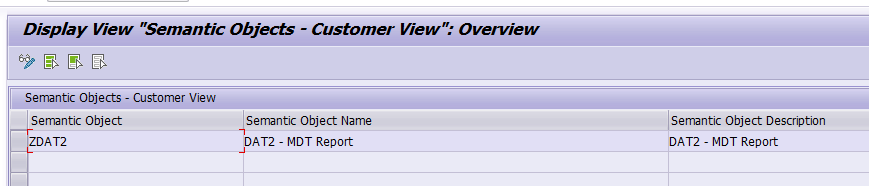 Display View "Semantic Objects - Customer View": Overview
Semantic Objects - Customer View
Semantic Object Semantic Object Name Semantic Object Description
ZDAT2 DAT2 - MDT Report DAT2 - MDT Report